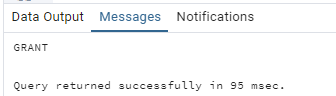 Data Output Messages Notifications
GRANT
Query returned successfully in 95 msec.